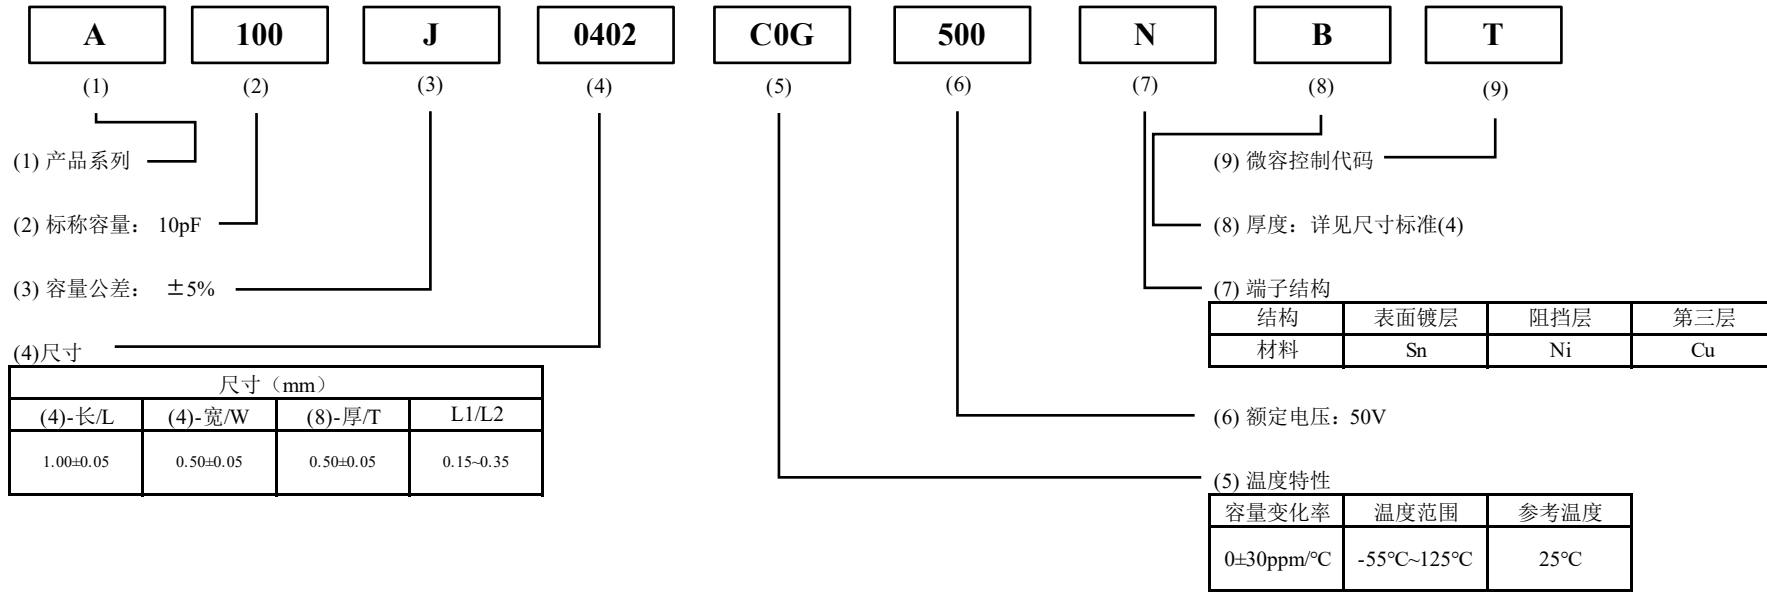 A 100 J 0402 C0G 500 N B T
(1) (2) (3) (4) (5) (6) (7) (8) (9)
(1) 产品系列
(9) 微容控制代码
(2) 标称容量： 10pF
(8) 厚度：详见尺寸标准(4)
(3) 容量公差： ±5%
(7) 端子结构
结构 表面镀层 阻挡层 第三层
材料 Sn Ni Cu
(4)尺寸
尺寸（mm）
(4)-长/L (4)-宽/W (8)-厚/T L1/L2
1.00±0.05 0.50±0.05 0.50±0.05 0.15~0.35
(6) 额定电压：50V
(5) 温度特性
容量变化率 温度范围 参考温度
0±30ppm/℃ -55℃~125℃ 25℃